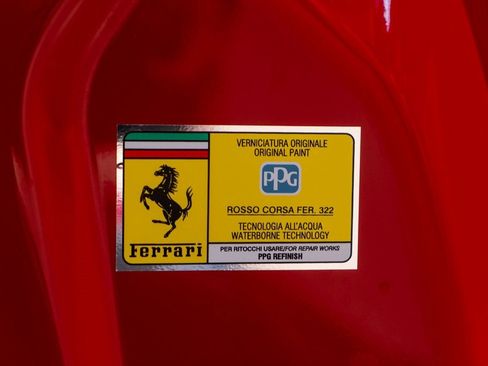 Ferrari
VERNICIATURA ORIGINALE
ORIGINAL PAINT
PPG
ROSSO CORSA FER. 322
TECNOLOGIA ALL'ACQUA
WATERBORNE TECHNOLOGY
PER RITOCCHI USARE/FOR REPAIR WORKS
PPG REFINISH